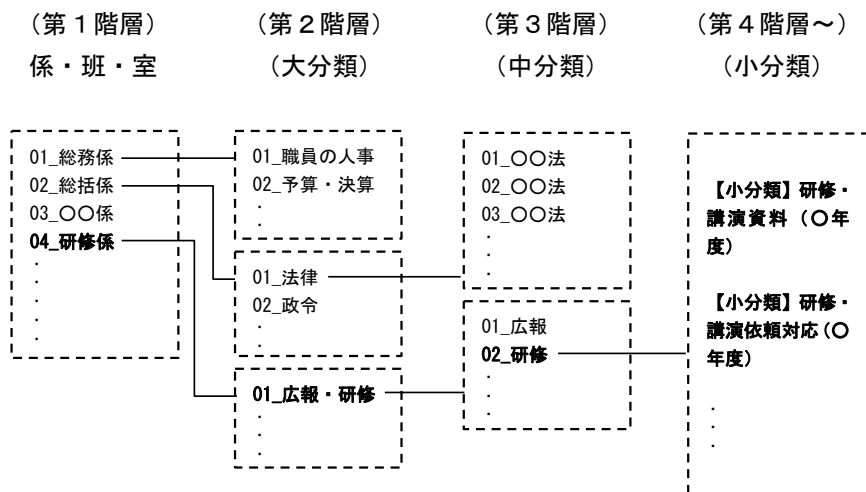 （第１階層）
係・班・室
（第２階層）
（大分類）
（第３階層）
（中分類）
（第４階層～）
（小分類）
01_総務係
02_総括係
03_〇〇係
04_研修係
・
・
・
・
01_職員の人事
02_予算・決算
・
・
01_法律
02_政令
・
・
01_広報・研修
・
・
01_〇〇法
02_〇〇法
03_〇〇法
・
・
01_広報
02_研修
・
・
・
【小分類】研修・
講演資料（〇年
度）
【小分類】研修・
講演依頼対応（〇
年度）
・
・
・